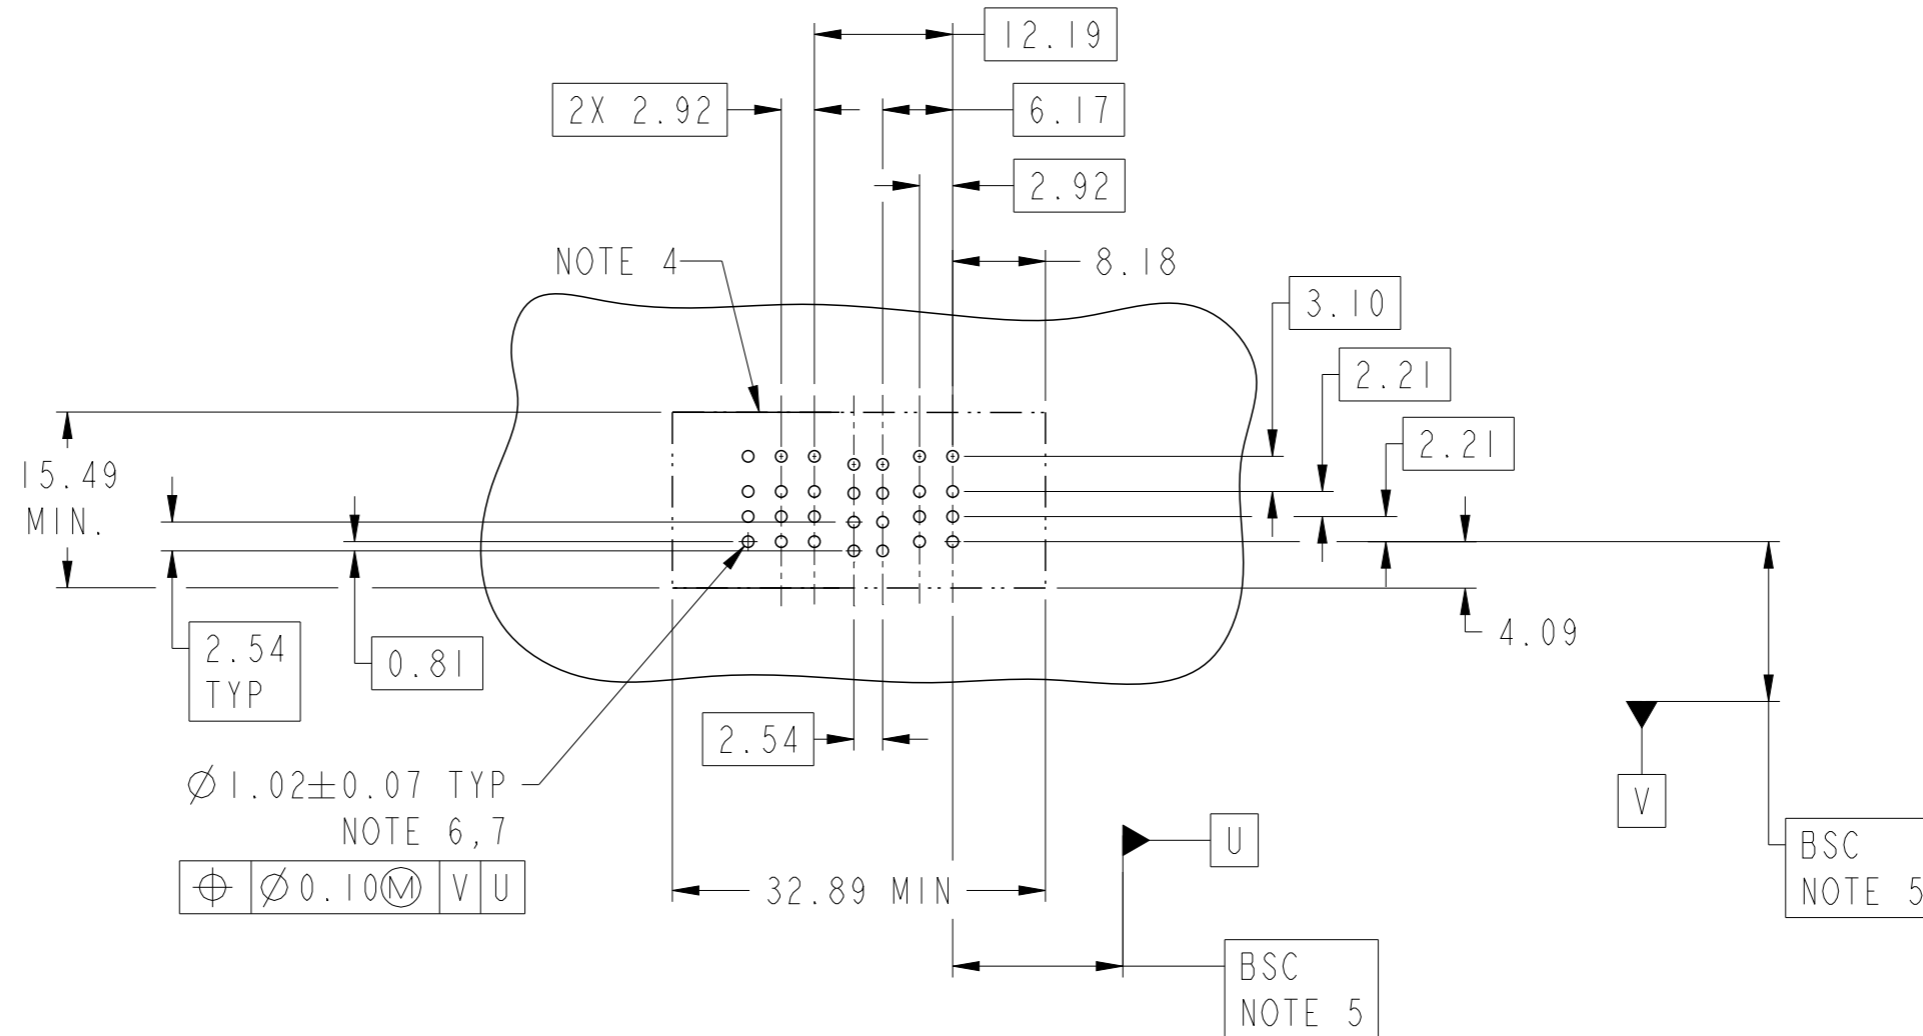 12.19
2X 2.92
6.17
2.92
NOTE 4
8.18
3.10
2.21
2.21
15.49
MIN.
4.09
2.54
TYP
0.81
2.54
Ø1.02±0.07 TYP
NOTE 6,7
⌖ Ø0.10Ⓜ V U
32.89 MIN
U
V
BSC
NOTE 5
BSC
NOTE 5